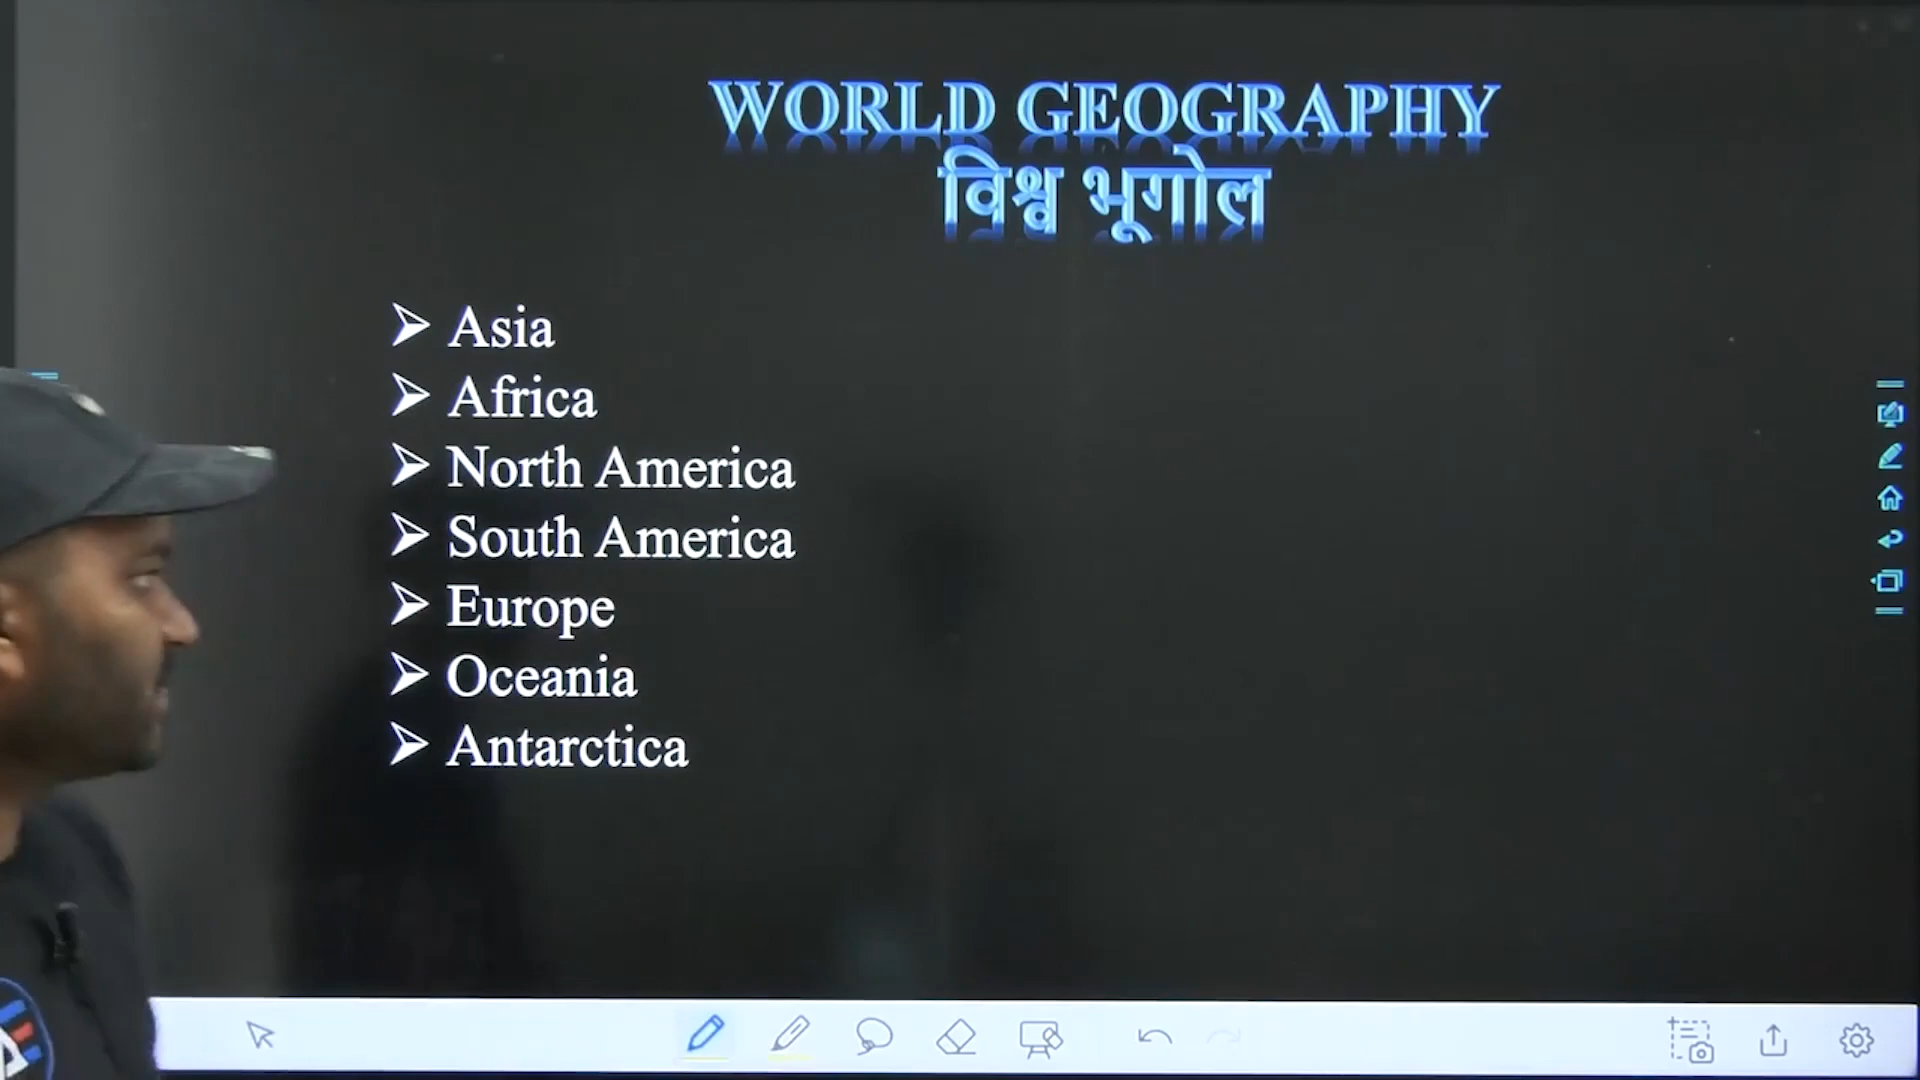 WORLD GEOGRAPHY
विश्व भूगोल
Asia
Africa
North America
South America
Europe
Oceania
Antarctica